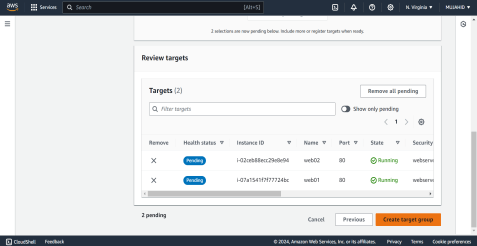 aws Services Search [Alt+S] N. Virginia MUJAHID
2 selections are now pending below. Include more or register targets when ready.
Review targets
Targets (2) Remove all pending
Filter targets Show only pending
1
Remove Health status Instance ID Name Port State Security
Pending i-02ceb88ecc29e8e94 web02 80 Running webserve
Pending i-07a1541f7f77724bc web01 80 Running webserve
2 pending
Cancel Previous Create target group
CloudShell Feedback © 2024, Amazon Web Services, Inc. or its affiliates. Privacy Terms Cookie preferences